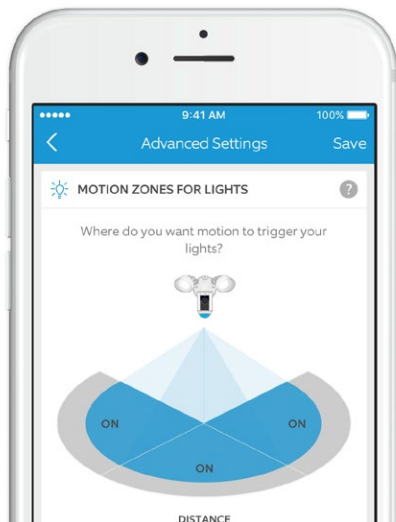 9:41 AM
100%
Advanced Settings
Save
MOTION ZONES FOR LIGHTS
?
Where do you want motion to trigger your
lights?
ON
ON
ON
DISTANCE